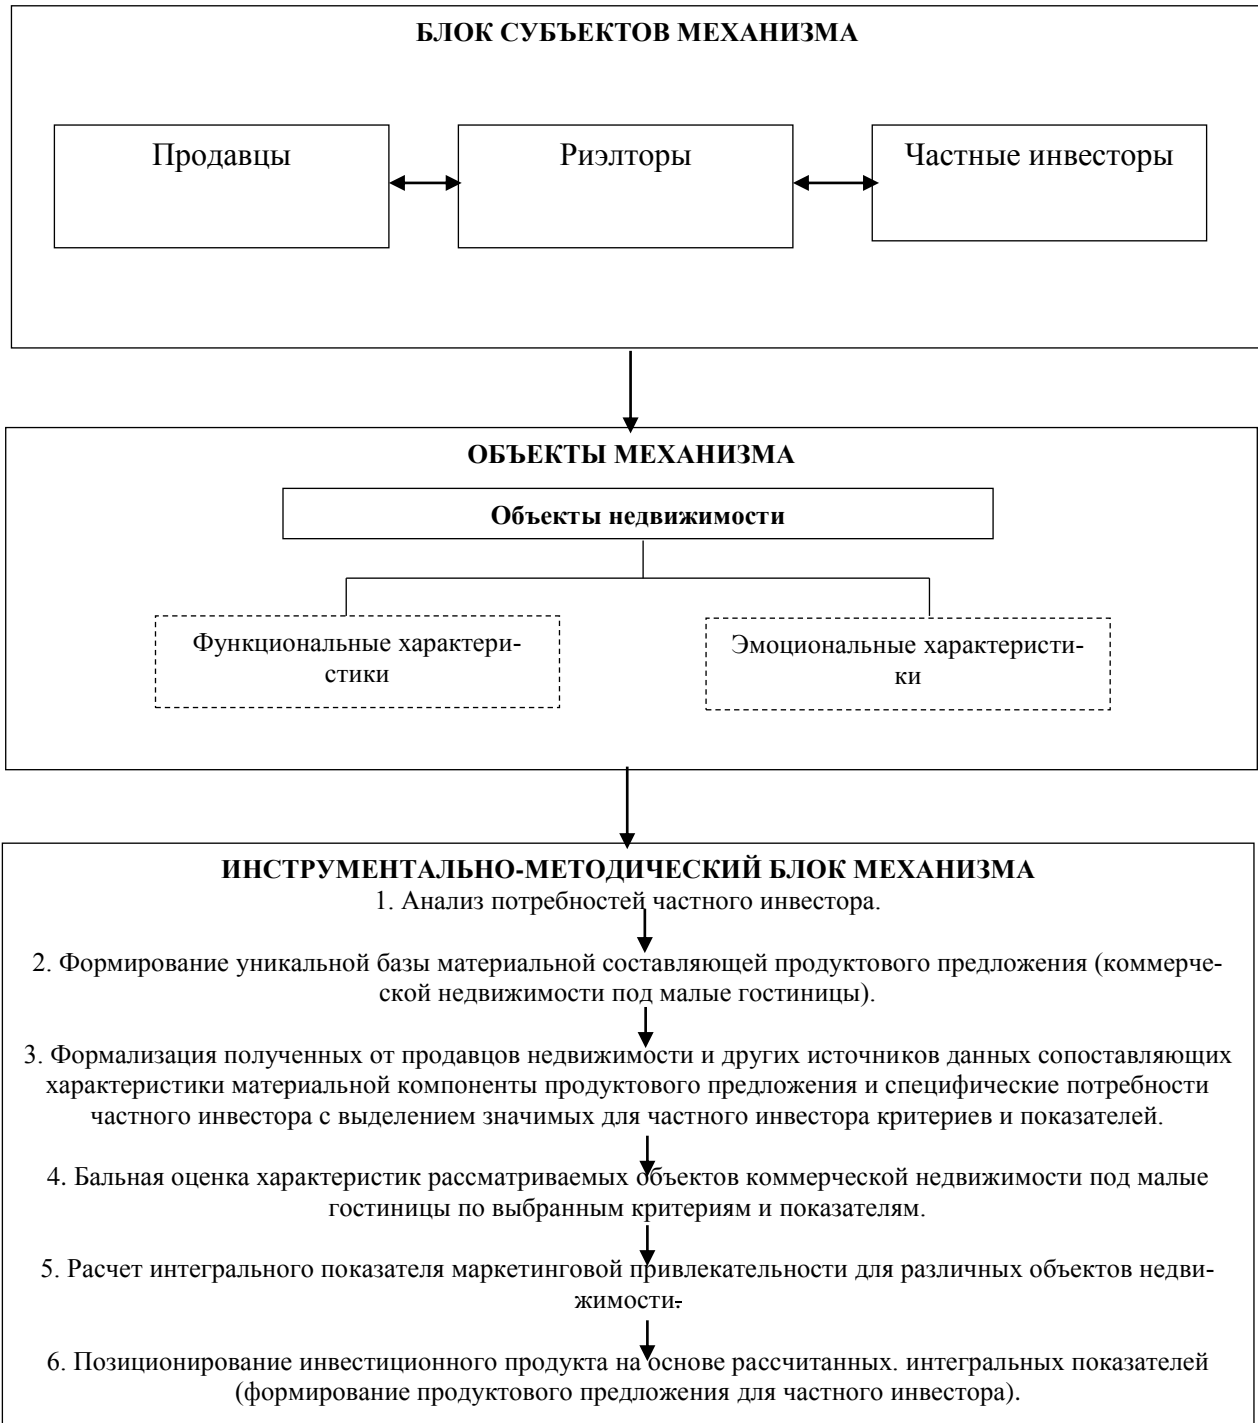 БЛОК СУБЪЕКТОВ МЕХАНИЗМА
Продавцы
Риэлторы
Частные инвесторы
ОБЪЕКТЫ МЕХАНИЗМА
Объекты недвижимости
Функциональные характери-
стики
Эмоциональные характеристи-
ки
ИНСТРУМЕНТАЛЬНО-МЕТОДИЧЕСКИЙ БЛОК МЕХАНИЗМА
1. Анализ потребностей частного инвестора.
2. Формирование уникальной базы материальной составляющей продуктового предложения (коммерче-
ской недвижимости под малые гостиницы).
3. Формализация полученных от продавцов недвижимости и других источников данных сопоставляющих
характеристики материальной компоненты продуктового предложения и специфические потребности
частного инвестора с выделением значимых для частного инвестора критериев и показателей.
4. Бальная оценка характеристик рассматриваемых объектов коммерческой недвижимости под малые
гостиницы по выбранным критериям и показателям.
5. Расчет интегрального показателя маркетинговой привлекательности для различных объектов недви-
жимости.
6. Позиционирование инвестиционного продукта на основе рассчитанных. интегральных показателей
(формирование продуктового предложения для частного инвестора).